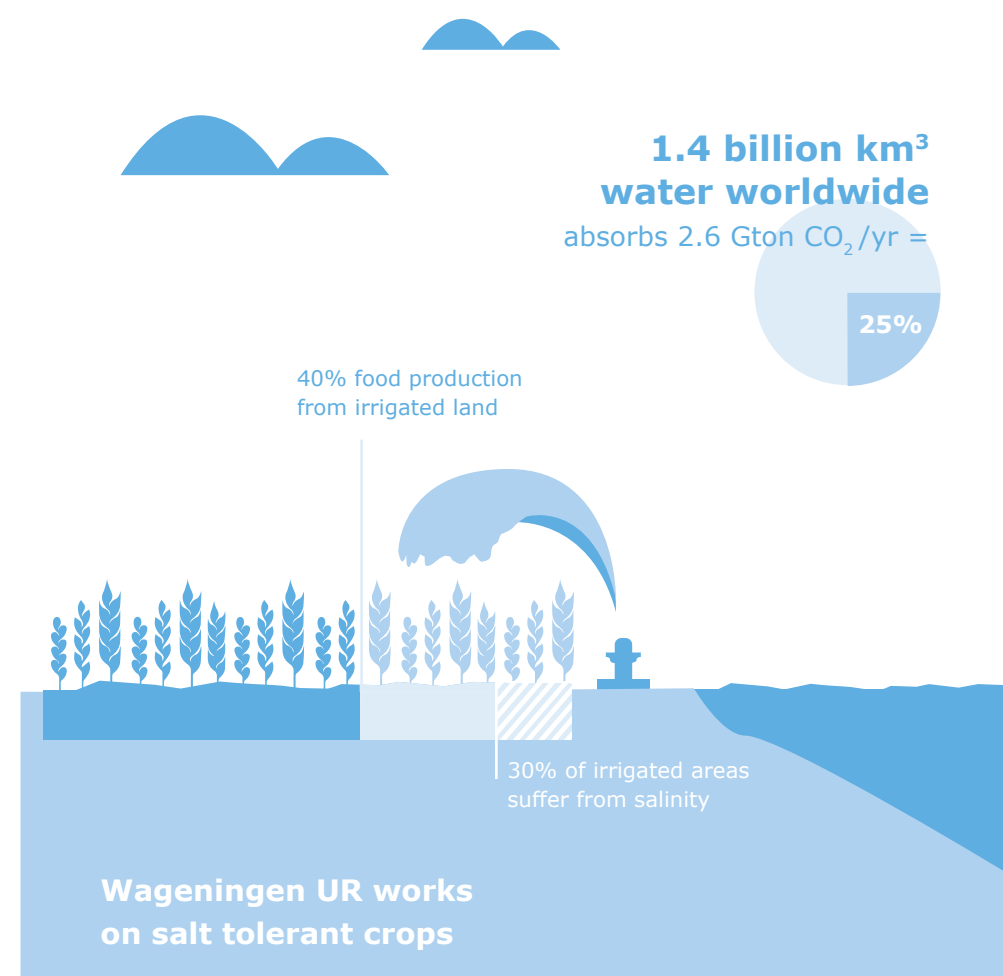 1.4 billion km³
water worldwide
absorbs 2.6 Gton CO₂/yr =
25%
40% food production
from irrigated land
30% of irrigated areas
suffer from salinity
Wageningen UR works
on salt tolerant crops